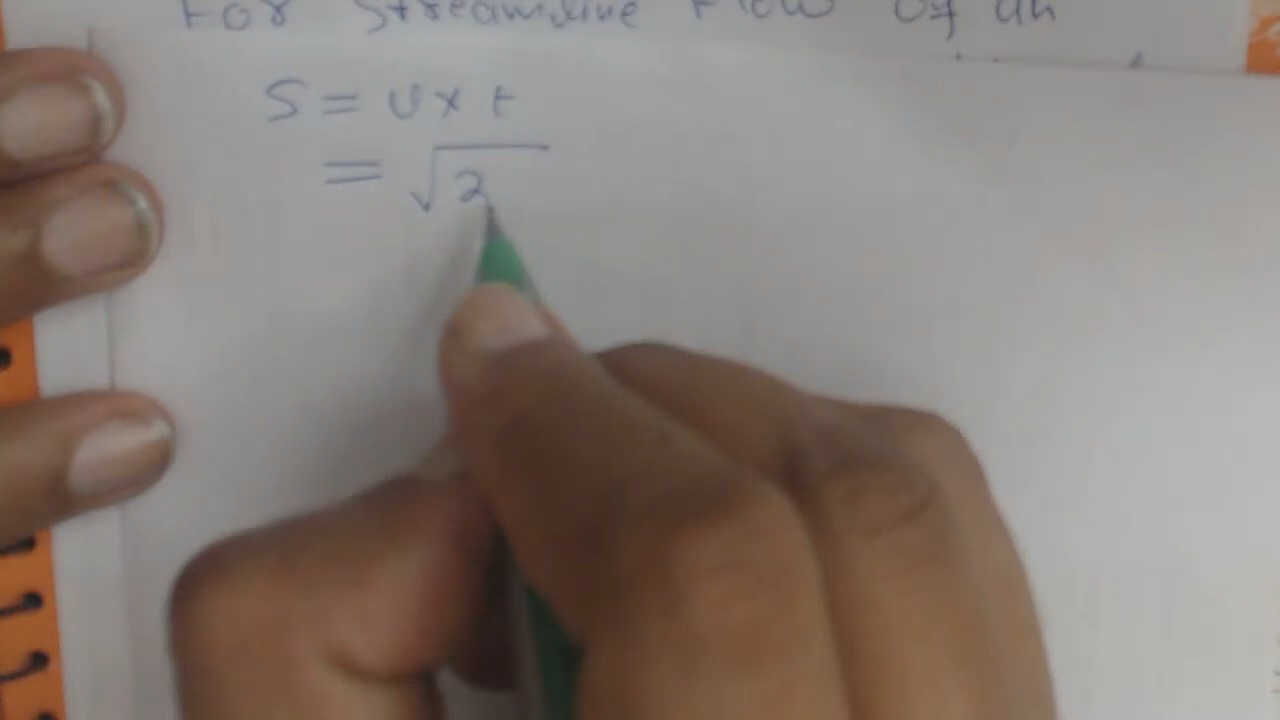 For Streamline Flow of an
S = v x t
= √2